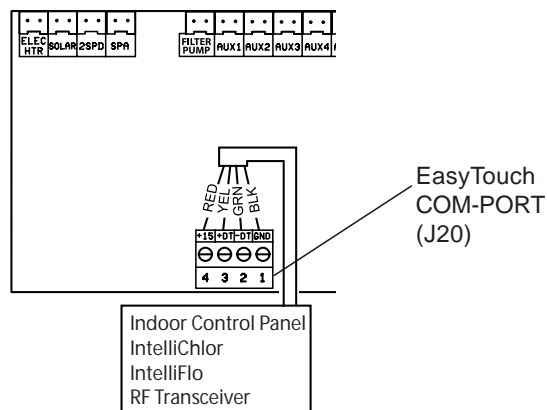 ELEC HTR SOLAR 2SPD SPA FILTER PUMP AUX1 AUX2 AUX3 AUX4
RED YEL GRN BLK
+15 +DT -DT GND
4 3 2 1
EasyTouch
COM-PORT
(J20)
Indoor Control Panel
IntelliChlor
IntelliFlo
RF Transceiver